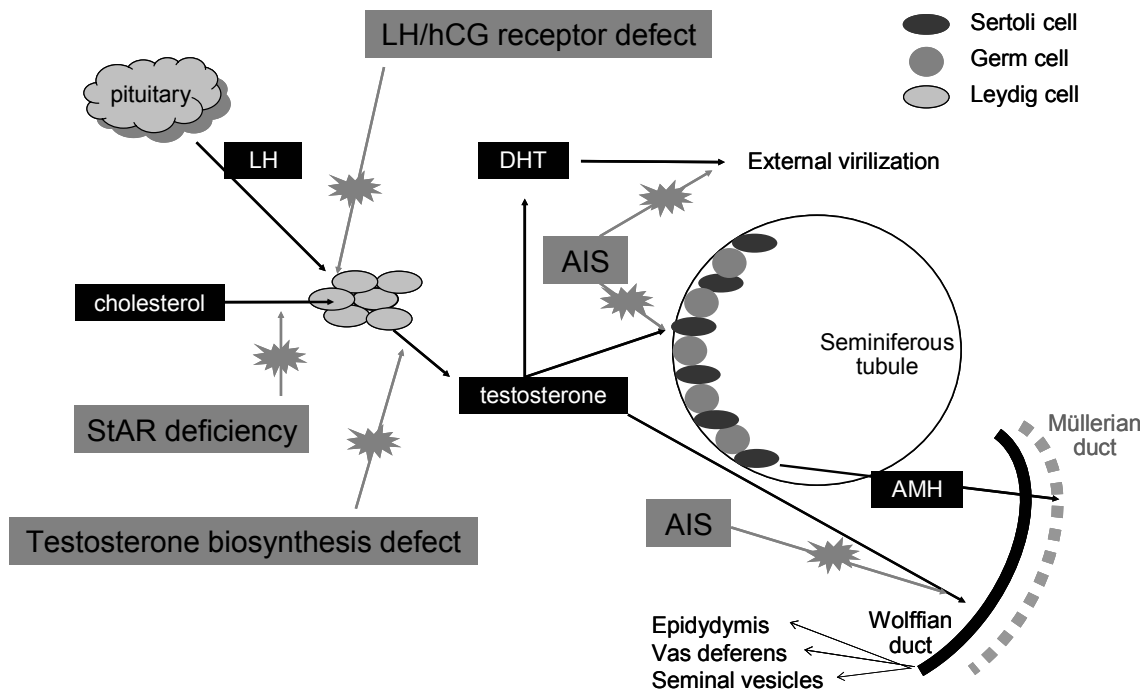 LH/hCG receptor defect
Sertoli cell
Germ cell
Leydig cell
pituitary
LH
DHT
External virilization
AIS
cholesterol
Seminiferous
tubule
testosterone
StAR deficiency
Müllerian
duct
AMH
AIS
Testosterone biosynthesis defect
Wolffian
duct
Epidydymis
Vas deferens
Seminal vesicles